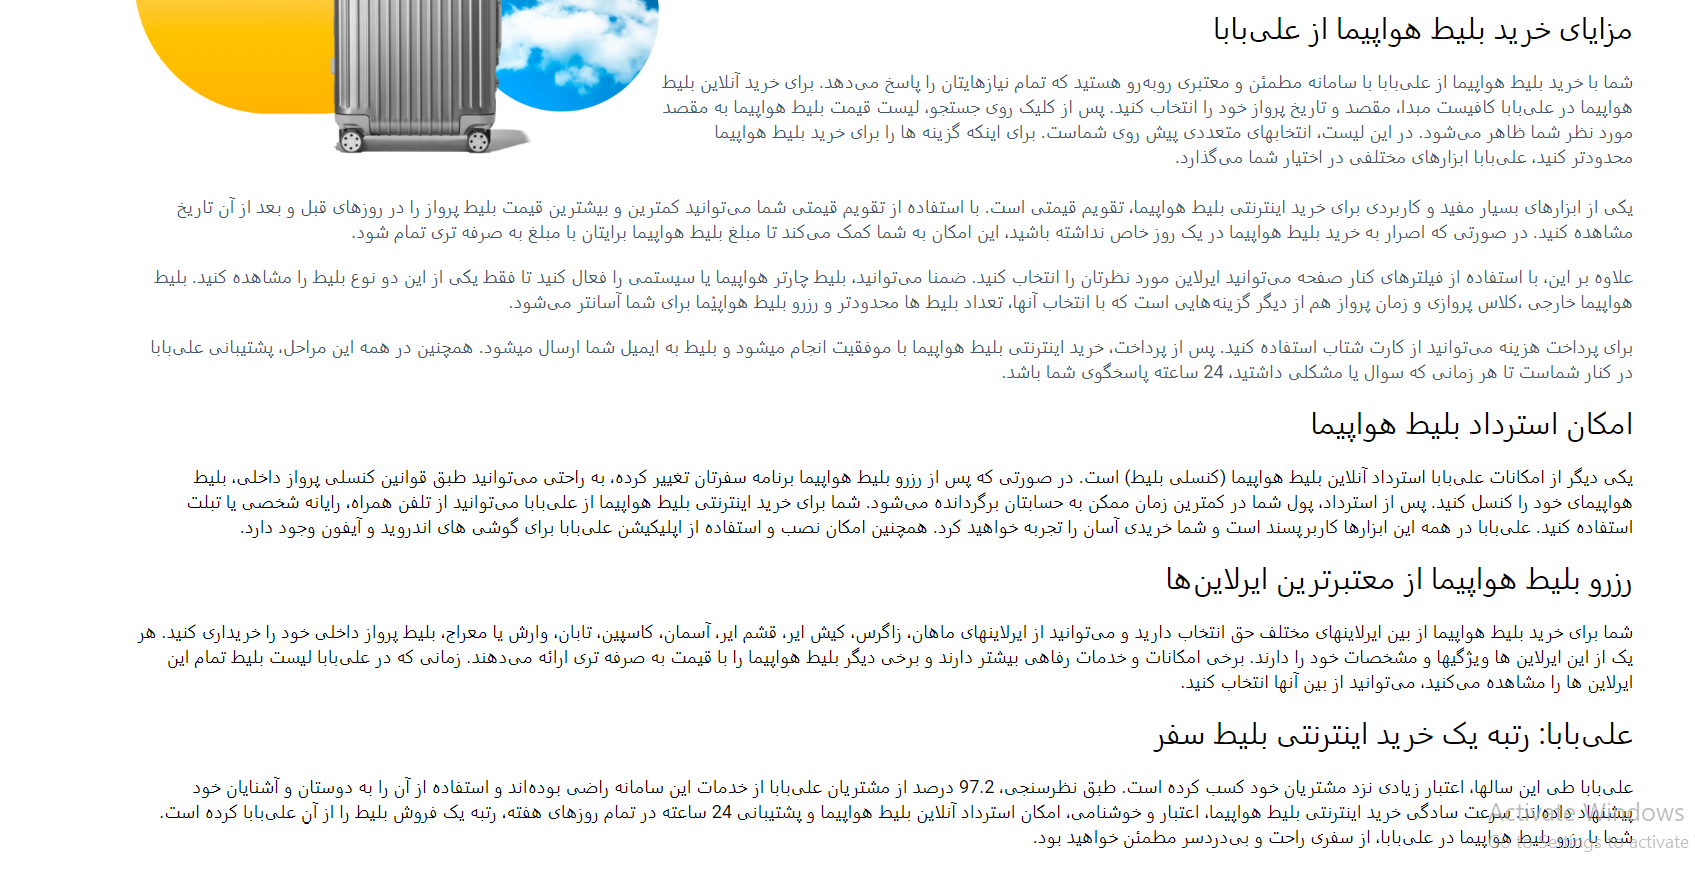 مزایای خرید بلیط هواپیما از علی‌بابا
شما با خرید بلیط هواپیما از علی‌بابا با سامانه مطمئن و معتبری روبه‌رو هستید که تمام نیازهایتان را پاسخ می‌دهد. برای خرید آنلاین بلیط
هواپیما در علی‌بابا کافیست مبدا، مقصد و تاریخ پرواز خود را انتخاب کنید. پس از کلیک روی جستجو، لیست قیمت بلیط هواپیما به مقصد
مورد نظر شما ظاهر می‌شود. در این لیست، انتخابهای متعددی پیش روی شماست. برای اینکه گزینه ها را برای خرید بلیط هواپیما
محدودتر کنید، علی‌بابا ابزارهای مختلفی در اختیار شما می‌گذارد.
یکی از ابزارهای بسیار مفید و کاربردی برای خرید اینترنتی بلیط هواپیما، تقویم قیمتی است. با استفاده از تقویم قیمتی شما می‌توانید کمترین و بیشترین قیمت بلیط پرواز را در روزهای قبل و بعد از آن تاریخ
مشاهده کنید. در صورتی که اصرار به خرید بلیط هواپیما در یک روز خاص نداشته باشید، این امکان به شما کمک می‌کند تا مبلغ بلیط هواپیما برایتان با مبلغ به صرفه تری تمام شود.
علاوه بر این، با استفاده از فیلترهای کنار صفحه می‌توانید ایرلاین مورد نظرتان را انتخاب کنید. ضمنا می‌توانید، بلیط چارتر هواپیما یا سیستمی را فعال کنید تا فقط یکی از این دو نوع بلیط را مشاهده کنید. بلیط
هواپیما خارجی ،کلاس پروازی و زمان پرواز هم از دیگر گزینه‌هایی است که با انتخاب آنها، تعداد بلیط ها محدودتر و رزرو بلیط هواپیٔما برای شما آسانتر می‌شود.
برای پرداخت هزینه می‌توانید از کارت شتاب استفاده کنید. پس از پرداخت، خرید اینترنتی بلیط هواپیما با موفقیت انجام میشود و بلیط به ایمیل شما ارسال میشود. همچنین در همه این مراحل، پشتیبانی علی‌بابا
در کنار شماست تا هر زمانی که سوال یا مشکلی داشتید، 24 ساعته پاسخگوی شما باشد.
امکان استرداد بلیط هواپیما
یکی دیگر از امکانات علی‌بابا استرداد آنلاین بلیط هواپیما (کنسلی بلیط) است. در صورتی که پس از رزرو بلیط هواپیما برنامه سفرتان تغییر کرده، به راحتی می‌توانید طبق قوانین کنسلی پرواز داخلی، بلیط
هواپیمای خود را کنسل کنید. پس از استرداد، پول شما در کمترین زمان ممکن به حسابتان برگردانده می‌شود. شما برای خرید اینترنتی بلیط هواپیما از علی‌بابا می‌توانید از تلفن همراه، رایانه شخصی یا تبلت
استفاده کنید. علی‌بابا در همه این ابزارها کاربرپسند است و شما خریدی آسان را تجربه خواهید کرد. همچنین امکان نصب و استفاده از اپلیکیشن علی‌بابا برای گوشی های اندروید و آیفون وجود دارد.
رزرو بلیط هواپیما از معتبرترین ایرلاین‌ها
شما برای خرید بلیط هواپیما از بین ایرلاینهای مختلف حق انتخاب دارید و می‌توانید از ایرلاینهای ماهان، زاگرس، کیش ایر، قشم ایر، آسمان، کاسپین، تابان، وارش یا معراج، بلیط پرواز داخلی خود را خریداری کنید. هر
یک از این ایرلاین ها ویژگیها و مشخصات خود را دارند. برخی امکانات و خدمات رفاهی بیشتر دارند و برخی دیگر بلیط هواپیما را با قیمت به صرفه تری ارائه می‌دهند. زمانی که در علی‌بابا لیست بلیط تمام این
ایرلاین ها را مشاهده می‌کنید، می‌توانید از بین آنها انتخاب کنید.
علی‌بابا: رتبه یک خرید اینترنتی بلیط سفر
علی‌بابا طی این سالها، اعتبار زیادی نزد مشتریان خود کسب کرده است. طبق نظرسنجی، 97.2 درصد از مشتریان علی‌بابا از خدمات این سامانه راضی بوده‌اند و استفاده از آن را به دوستان و آشنایان خود
پیشنهاد داده‌اند. سرعت سادگی خرید اینترنتی بلیط هواپیما، اعتبار و خوشنامی، امکان استرداد آنلاین بلیط هواپیما و پشتیبانی 24 ساعته در تمام روزهای هفته، رتبه یک فروش بلیط را از آن علی‌بابا کرده است.
شما با رزرو بلیط هواپیما در علی‌بابا، از سفری راحت و بی‌دردسر مطمئن خواهید بود.
Activate Windows
Go to Settings to activate